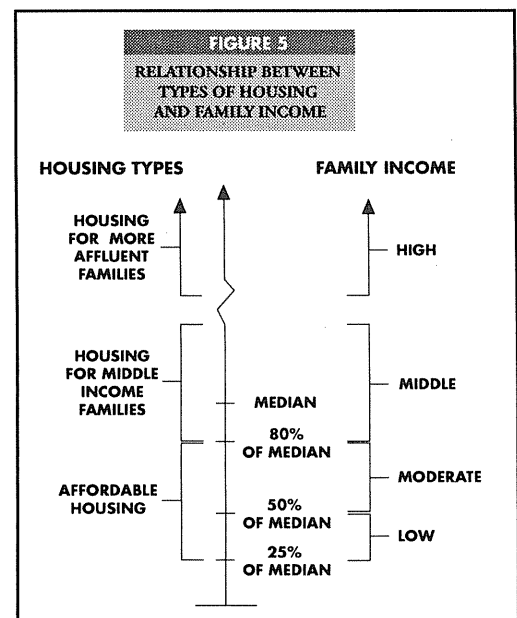 FIGURE 5
RELATIONSHIP BETWEEN
TYPES OF HOUSING
AND FAMILY INCOME
HOUSING TYPES
FAMILY INCOME
HOUSING
FOR MORE
AFFLUENT
FAMILIES
HIGH
HOUSING
FOR MIDDLE
INCOME
FAMILIES
MEDIAN
MIDDLE
80%
OF MEDIAN
AFFORDABLE
HOUSING
MODERATE
50%
OF MEDIAN
LOW
25%
OF MEDIAN